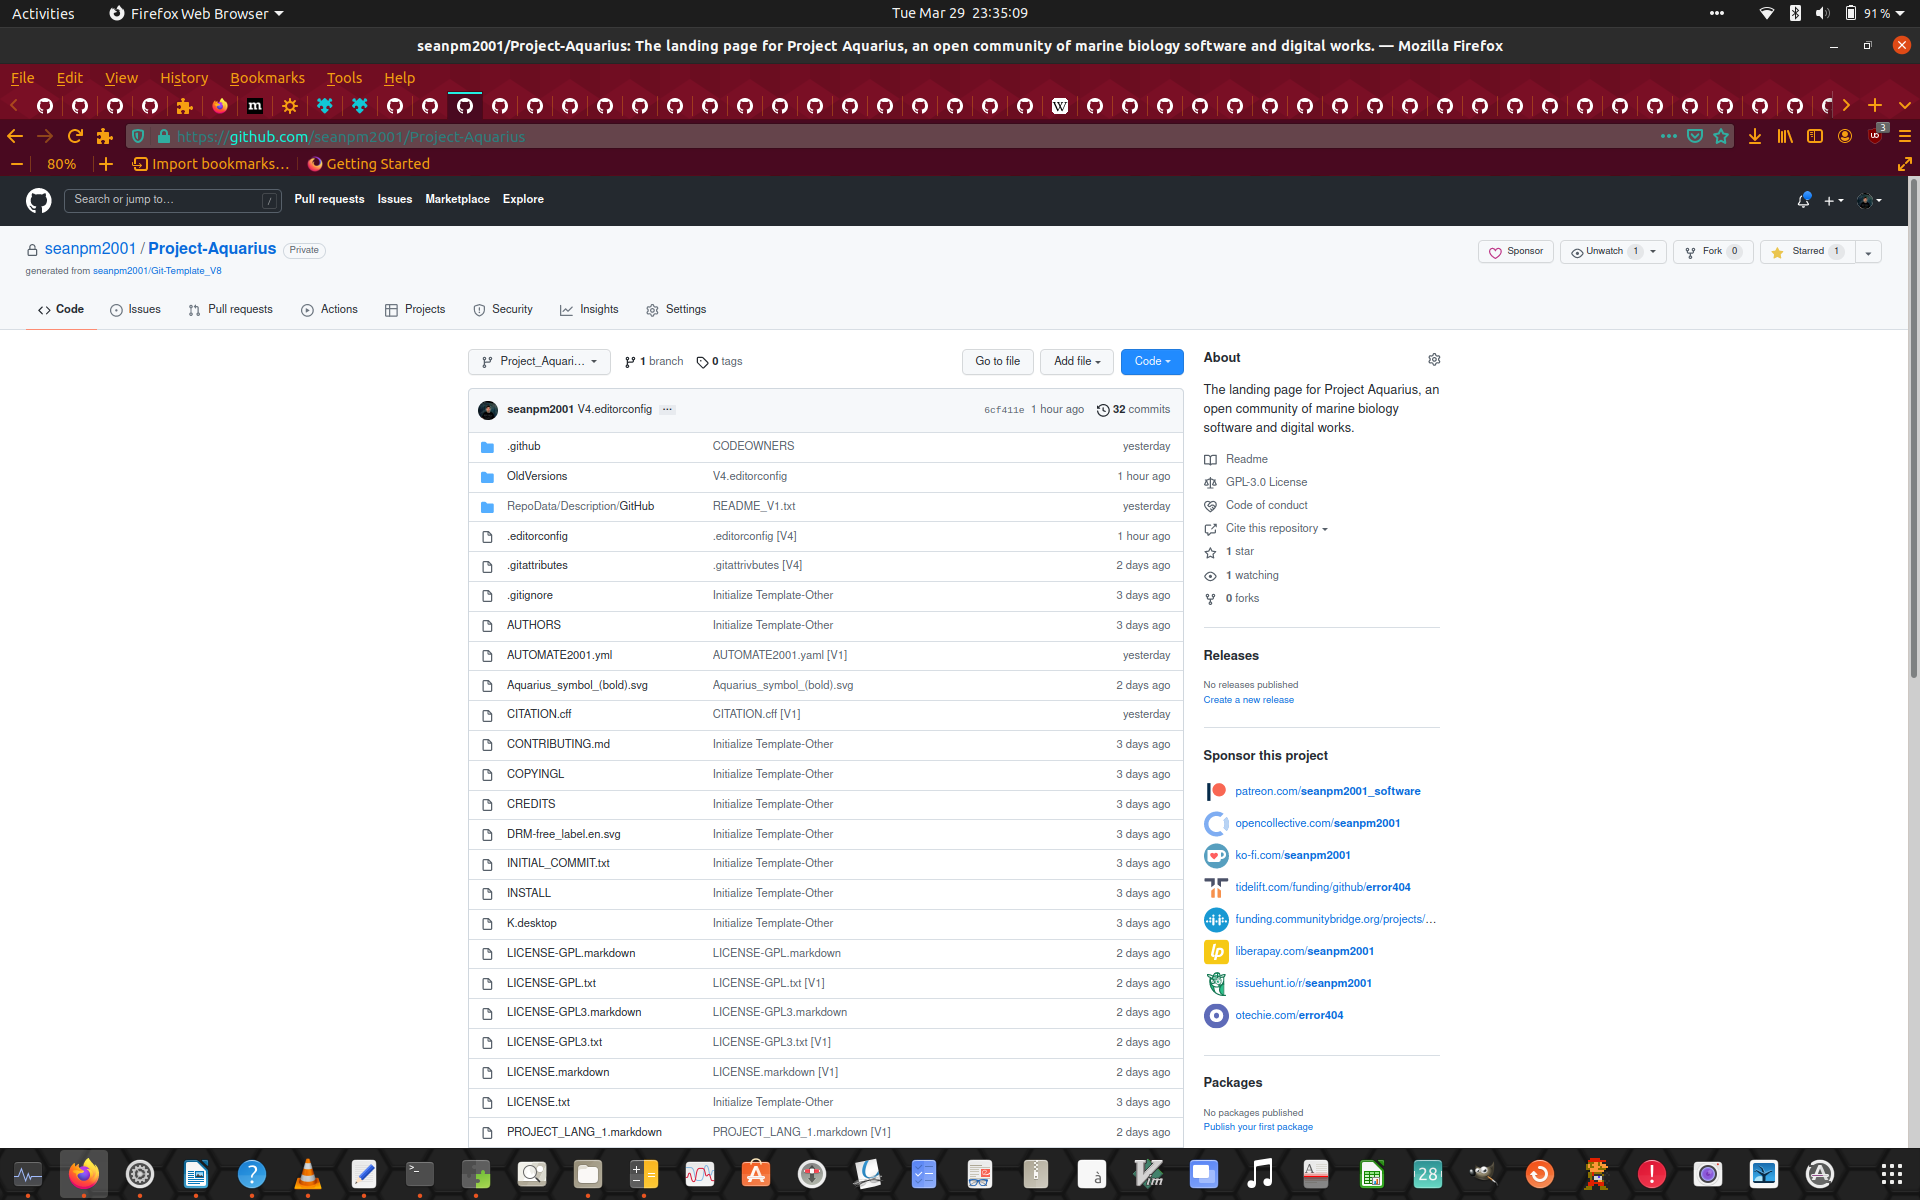 Activities Firefox Web Browser Tue Mar 29 23:35:09 91 %
seanpm2001/Project-Aquarius: The landing page for Project Aquarius, an open community of marine biology software and digital works. — Mozilla Firefox
File Edit View History Bookmarks Tools Help
https://github.com/seanpm2001/Project-Aquarius 3
80% Import bookmarks… Getting Started
Search or jump to… / Pull requests Issues Marketplace Explore
seanpm2001 / Project-Aquarius Private
generated from seanpm2001/Git-Template_V8
Sponsor Unwatch 1 Fork 0 Starred 1
Code Issues Pull requests Actions Projects Security Insights Settings
Project_Aquari… 1 branch 0 tags Go to file Add file Code
seanpm2001 V4.editorconfig … 6cf411e 1 hour ago 32 commits
.github CODEOWNERS yesterday
OldVersions V4.editorconfig 1 hour ago
RepoData/Description/GitHub README_V1.txt yesterday
.editorconfig .editorconfig [V4] 1 hour ago
.gitattributes .gitattrivbutes [V4] 2 days ago
.gitignore Initialize Template-Other 3 days ago
AUTHORS Initialize Template-Other 3 days ago
AUTOMATE2001.yml AUTOMATE2001.yaml [V1] yesterday
Aquarius_symbol_(bold).svg Aquarius_symbol_(bold).svg 2 days ago
CITATION.cff CITATION.cff [V1] yesterday
CONTRIBUTING.md Initialize Template-Other 3 days ago
COPYINGL Initialize Template-Other 3 days ago
CREDITS Initialize Template-Other 3 days ago
DRM-free_label.en.svg Initialize Template-Other 3 days ago
INITIAL_COMMIT.txt Initialize Template-Other 3 days ago
INSTALL Initialize Template-Other 3 days ago
K.desktop Initialize Template-Other 3 days ago
LICENSE-GPL.markdown LICENSE-GPL.markdown 2 days ago
LICENSE-GPL.txt LICENSE-GPL.txt [V1] 2 days ago
LICENSE-GPL3.markdown LICENSE-GPL3.markdown 2 days ago
LICENSE-GPL3.txt LICENSE-GPL3.txt [V1] 2 days ago
LICENSE.markdown LICENSE.markdown [V1] 2 days ago
LICENSE.txt Initialize Template-Other 3 days ago
PROJECT_LANG_1.markdown PROJECT_LANG_1.markdown [V1] 2 days ago
About
The landing page for Project Aquarius, an
open community of marine biology
software and digital works.
Readme
GPL-3.0 License
Code of conduct
Cite this repository
1 star
1 watching
0 forks
Releases
No releases published
Create a new release
Sponsor this project
patreon.com/seanpm2001_software
opencollective.com/seanpm2001
ko-fi.com/seanpm2001
tidelift.com/funding/github/error404
funding.communitybridge.org/projects/…
liberapay.com/seanpm2001
issuehunt.io/r/seanpm2001
otechie.com/error404
Packages
No packages published
Publish your first package
28